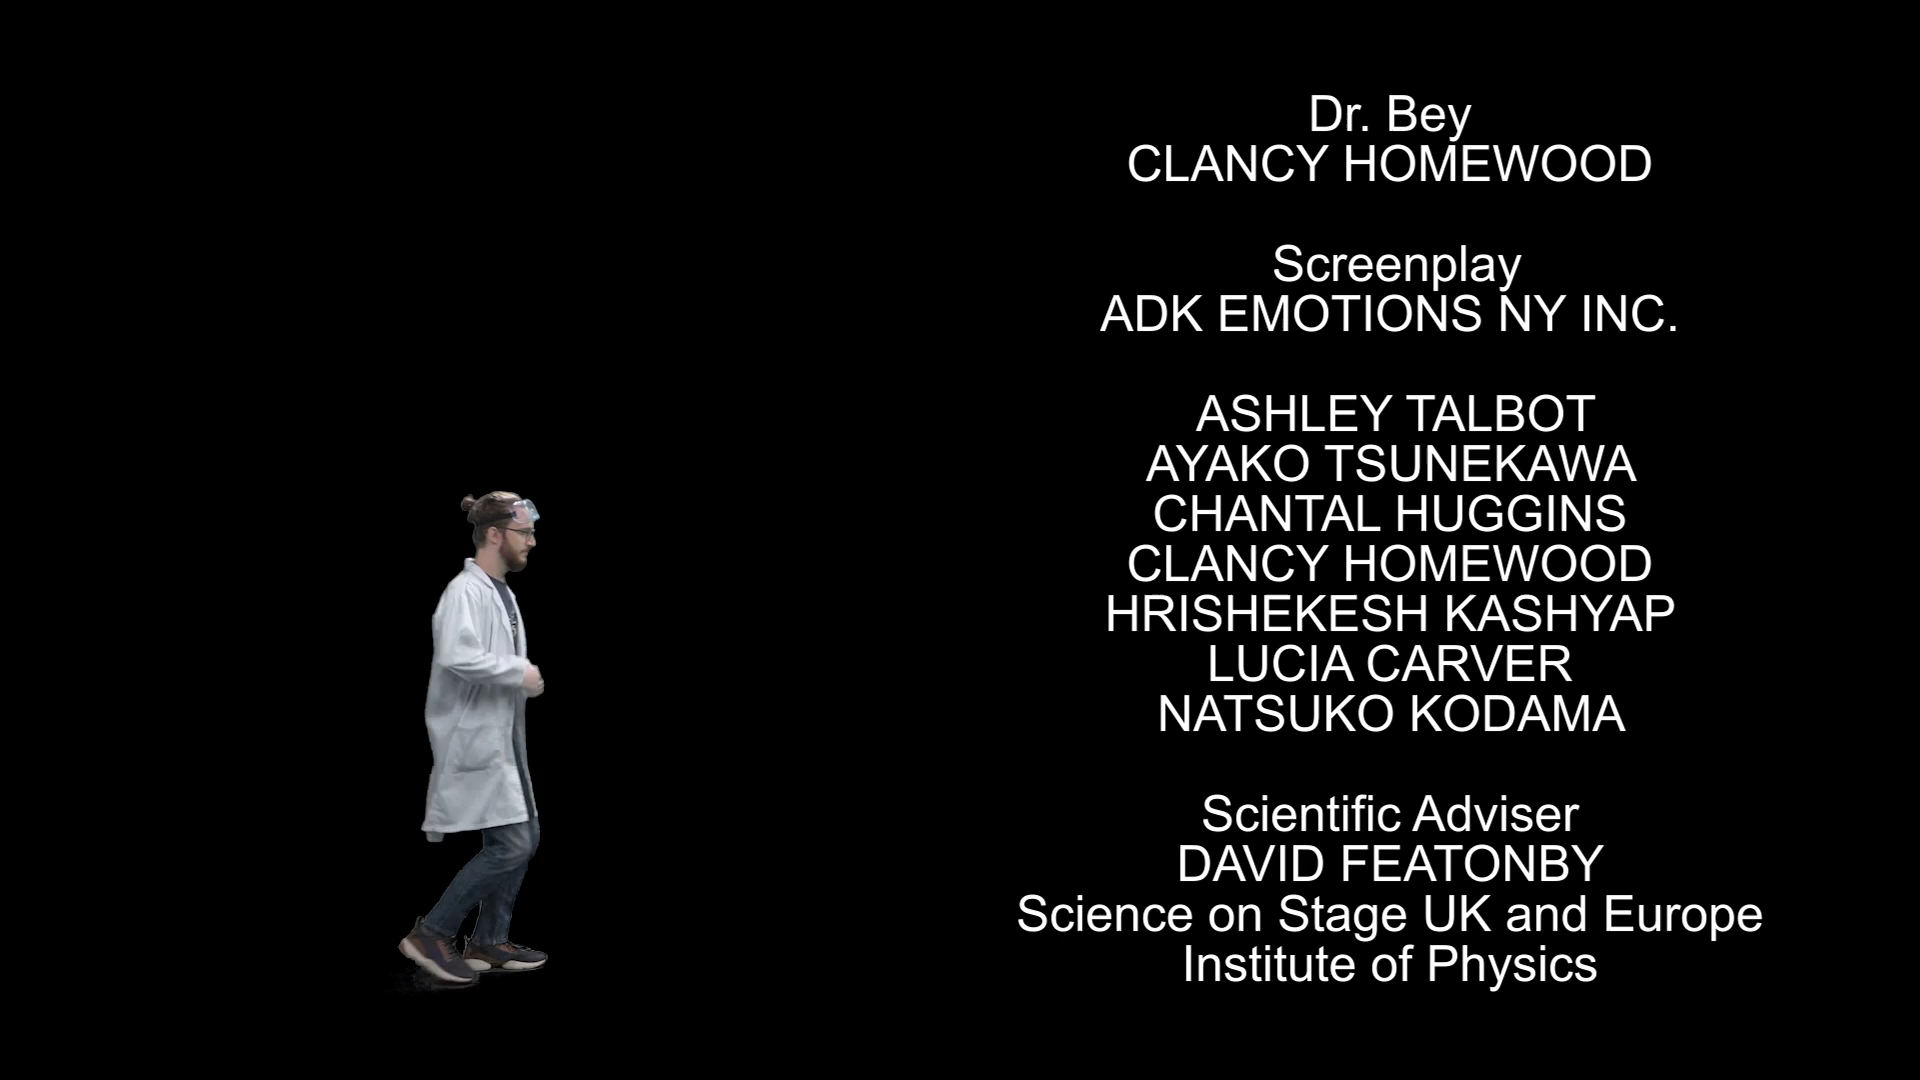 Dr. Bey
CLANCY HOMEWOOD
Screenplay
ADK EMOTIONS NY INC.
ASHLEY TALBOT
AYAKO TSUNEKAWA
CHANTAL HUGGINS
CLANCY HOMEWOOD
HRISHEKESH KASHYAP
LUCIA CARVER
NATSUKO KODAMA
Scientific Adviser
DAVID FEATONBY
Science on Stage UK and Europe
Institute of Physics